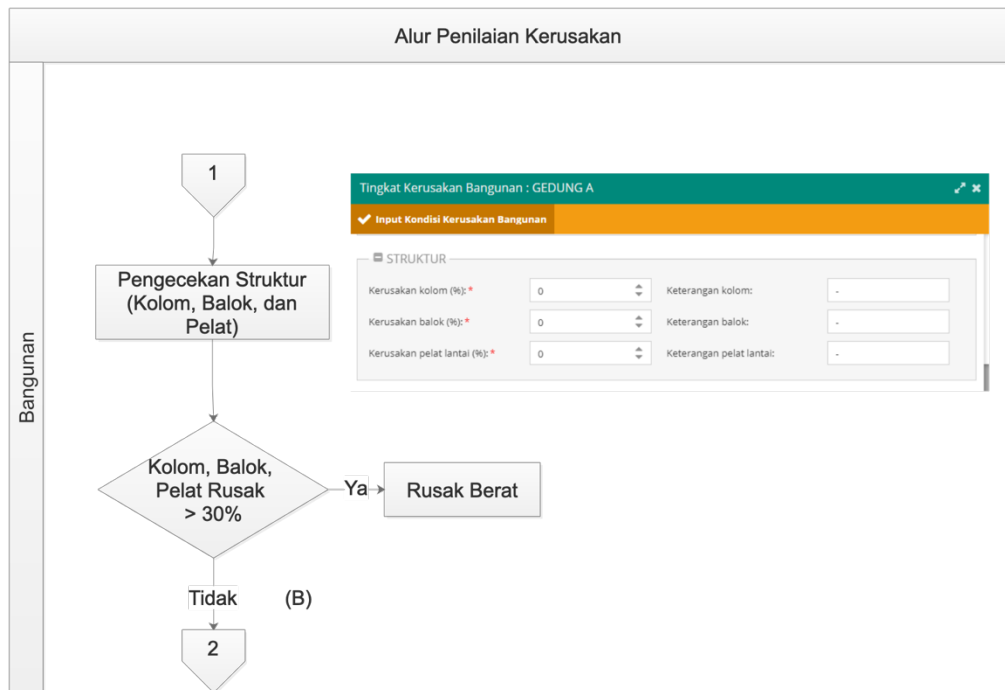 Alur Penilaian Kerusakan
Bangunan
1
Pengecekan Struktur
(Kolom, Balok, dan
Pelat)
Kolom, Balok,
Pelat Rusak
> 30%
Ya
Rusak Berat
Tidak
(B)
2
Tingkat Kerusakan Bangunan : GEDUNG A
Input Kondisi Kerusakan Bangunan
STRUKTUR
Kerusakan kolom (%): * 0 Keterangan kolom: -
Kerusakan balok (%): * 0 Keterangan balok: -
Kerusakan pelat lantai (%): * 0 Keterangan pelat lantai: -